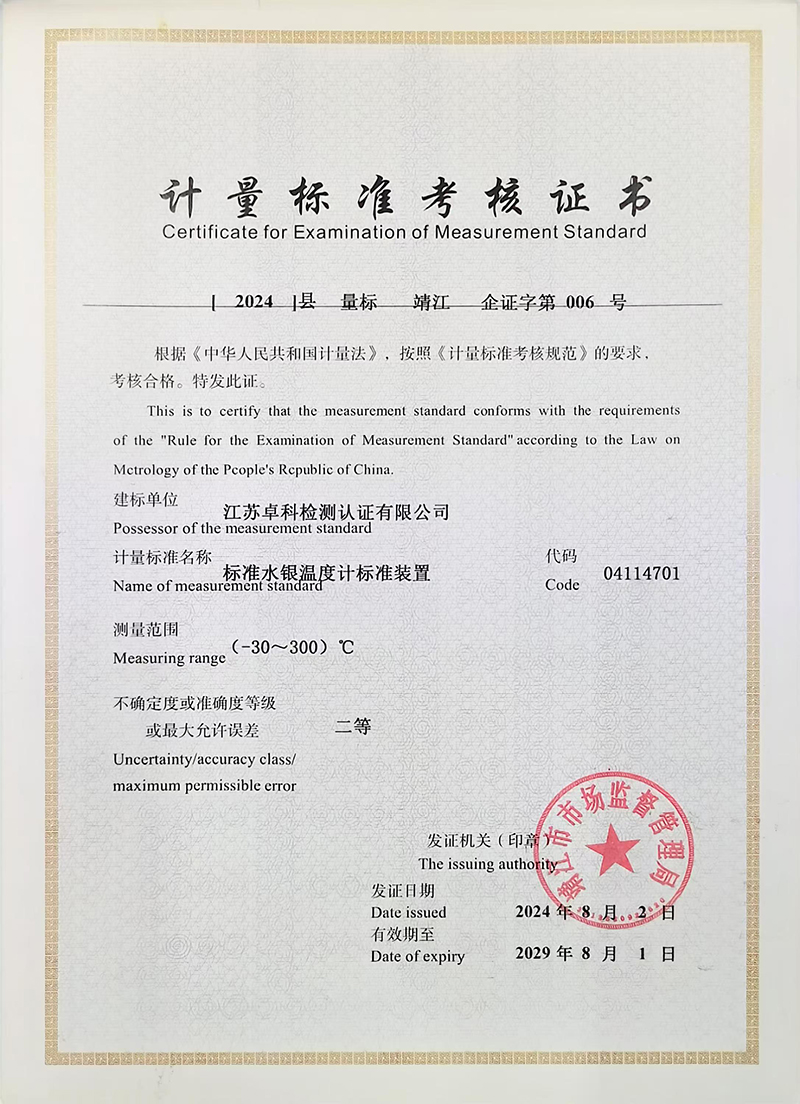 计量标准考核证书
Certificate for Examination of Measurement Standard
[ 2024 ]县 量标 靖江 企证字第 006 号
根据《中华人民共和国计量法》，按照《计量标准考核规范》的要求，
考核合格。特发此证。
This is to certify that the measurement standard conforms with the requirements
of the "Rule for the Examination of Measurement Standard" according to the Law on
Metrology of the People's Republic of China.
建标单位 江苏卓科检测认证有限公司
Possessor of the measurement standard
计量标准名称 标准水银温度计标准装置 代码 04114701
Name of measurement standard Code
测量范围 (-30～300) ℃
Measuring range
不确定度或准确度等级
或最大允许误差 二等
Uncertainty/accuracy class/
maximum permissible error
靖江市市场监督管理局
发证机关（印章）
The issuing authority
发证日期
Date issued 2024 年 8 月 2 日
有效期至
Date of expiry 2029 年 8 月 1 日